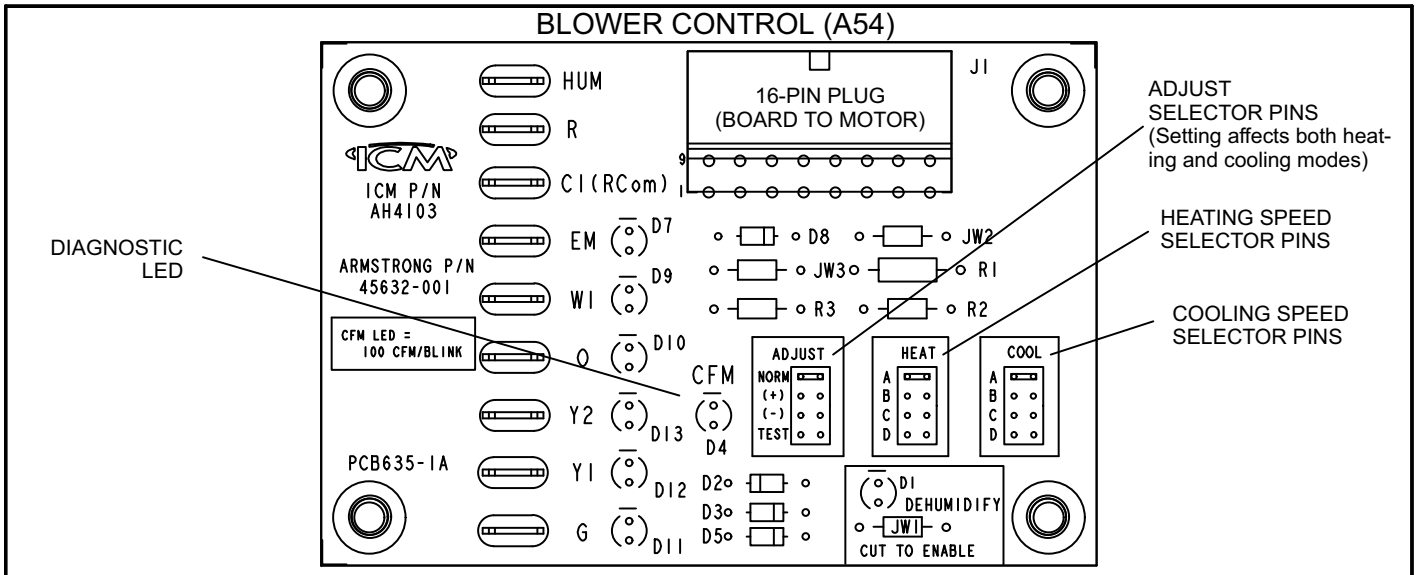 BLOWER CONTROL (A54)
HUM
R
C1(RCom)
EM
W1
O
Y2
Y1
G
ICM
ICM P/N
AH4103
ARMSTRONG P/N
45632-001
CFM LED =
100 CFM/BLINK
PCB635-1A
DIAGNOSTIC
LED
16-PIN PLUG
(BOARD TO MOTOR)
J1
9
1
D7
D9
D10
D13
D12
D11
D8
JW2
JW3
R1
R3
R2
CFM
D4
D2
D3
D5
ADJUST
NORM
(+)
(-)
TEST
HEAT
A
B
C
D
COOL
A
B
C
D
D1
DEHUMIDIFY
JW1
CUT TO ENABLE
ADJUST
SELECTOR PINS
(Setting affects both heat-
ing and cooling modes)
HEATING SPEED
SELECTOR PINS
COOLING SPEED
SELECTOR PINS